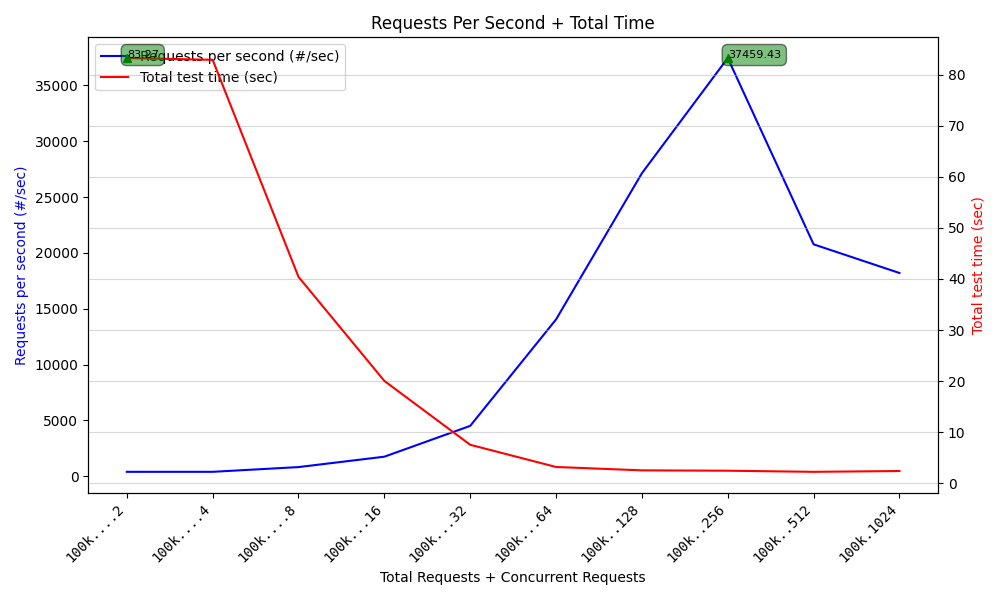 Requests Per Second + Total Time
83.27
Requests per second (#/sec)
Total test time (sec)
37459.43
Requests per second (#/sec)
35000
30000
25000
20000
15000
10000
5000
0
80
70
60
50
40
30
20
10
0
Total test time (sec)
100k....2
100k....4
100k....8
100k...16
100k...32
100k...64
100k..128
100k..256
100k..512
100k.1024
Total Requests + Concurrent Requests